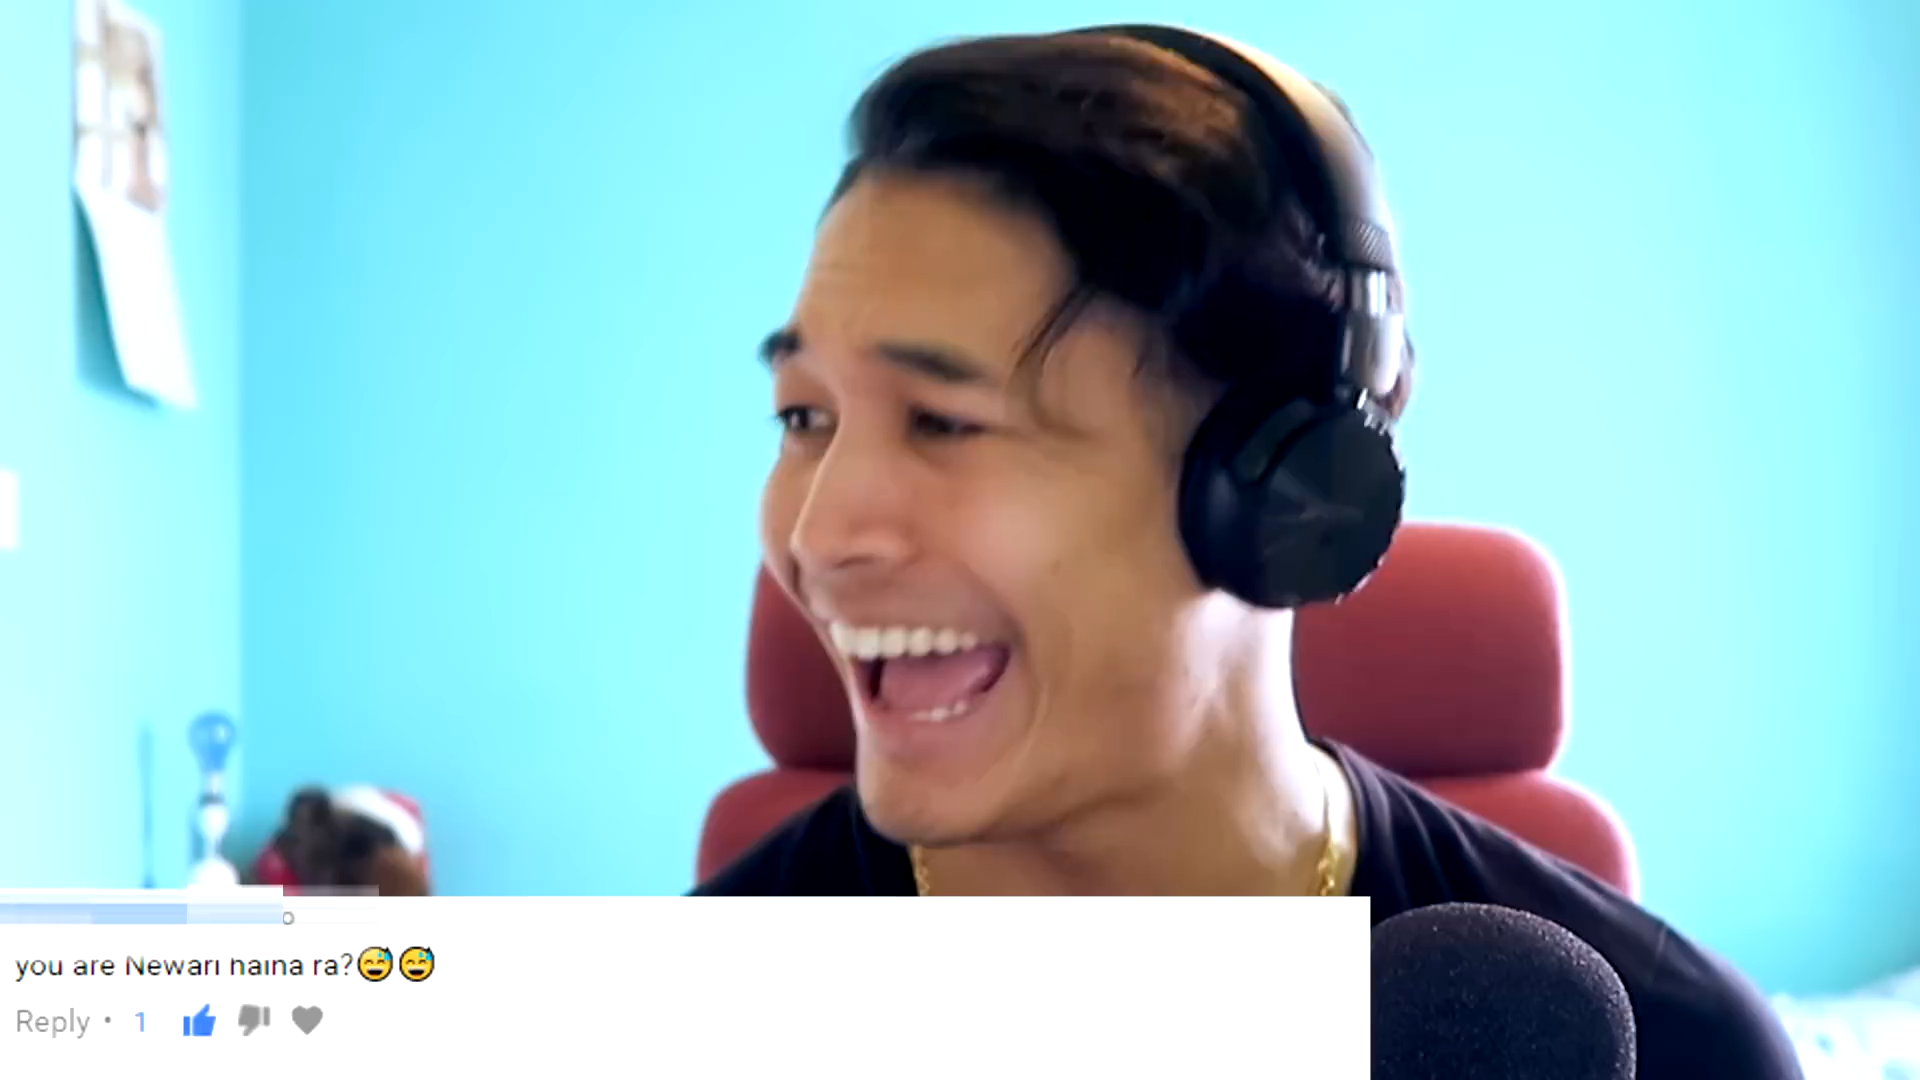 you are Newari haina ra?😅😅
Reply • 1